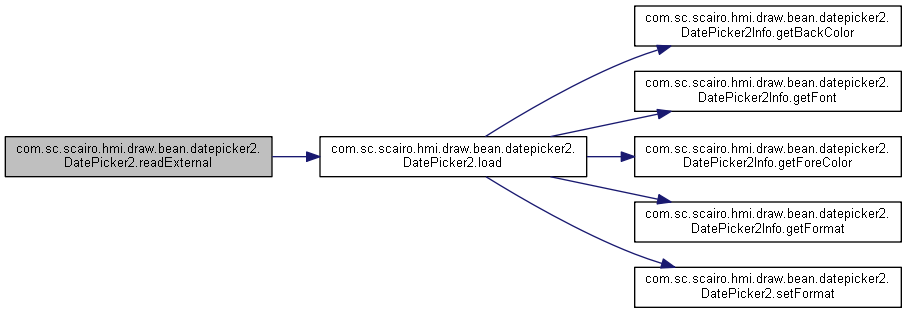 com.sc.scairo.hmi.draw.bean.datepicker2.
DatePicker2.readExternal
com.sc.scairo.hmi.draw.bean.datepicker2.
DatePicker2.load
com.sc.scairo.hmi.draw.bean.datepicker2.
DatePicker2Info.getBackColor
com.sc.scairo.hmi.draw.bean.datepicker2.
DatePicker2Info.getFont
com.sc.scairo.hmi.draw.bean.datepicker2.
DatePicker2Info.getForeColor
com.sc.scairo.hmi.draw.bean.datepicker2.
DatePicker2Info.getFormat
com.sc.scairo.hmi.draw.bean.datepicker2.
DatePicker2.setFormat